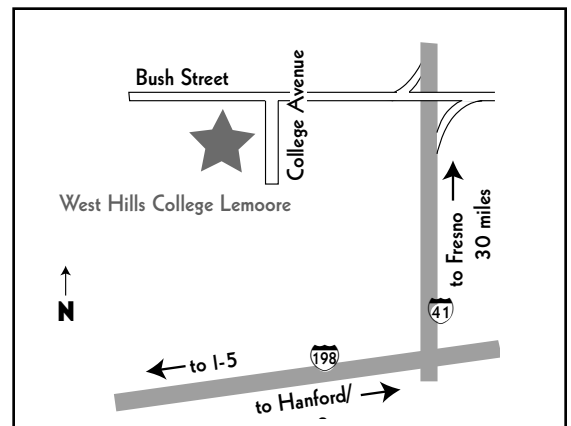 Bush Street
College Avenue
West Hills College Lemoore
to Fresno
30 miles
N
41
198
to I-5
to Hanford/